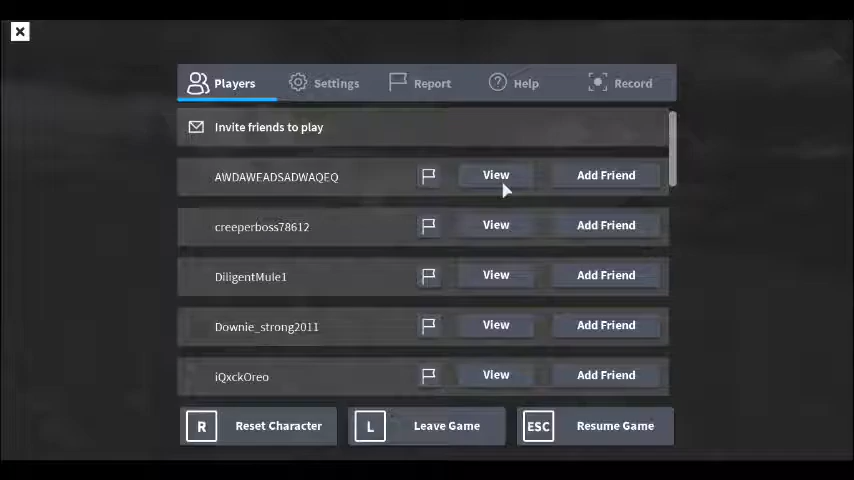 Players Settings Report Help Record
Invite friends to play
AWDAWEADSADWAQEQ View Add Friend
creeperboss78612 View Add Friend
DiligentMule1 View Add Friend
Downie_strong2011 View Add Friend
iQxckOreo View Add Friend
R Reset Character L Leave Game ESC Resume Game